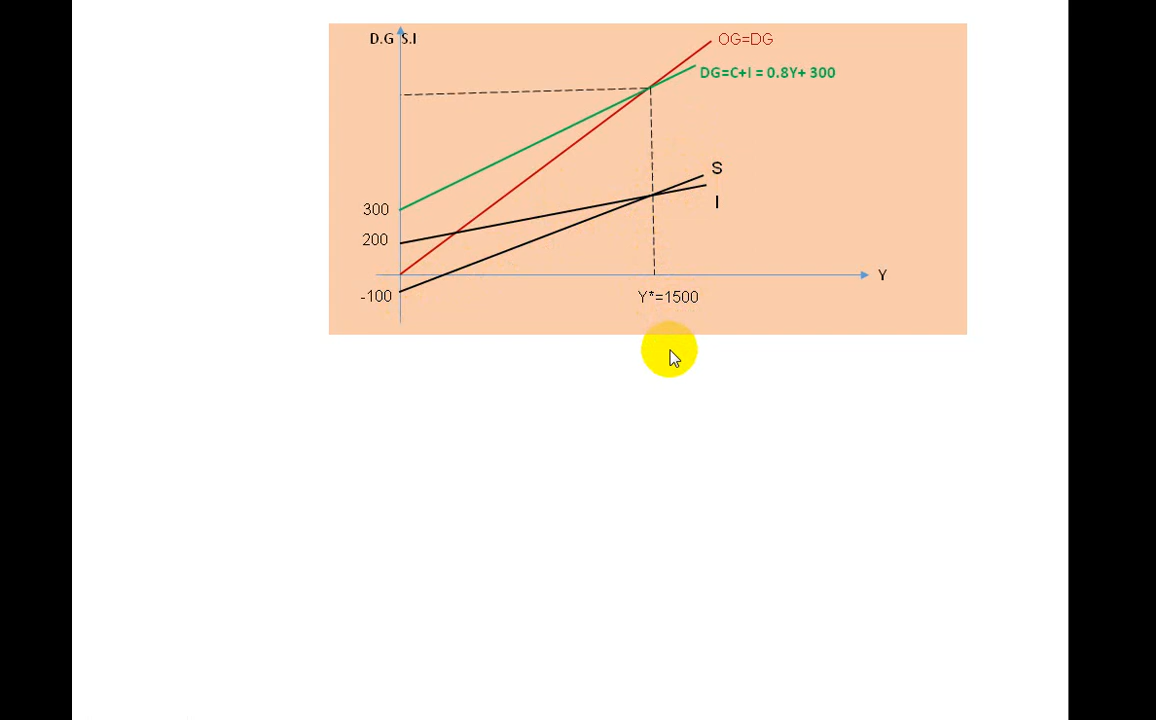 D.G S.I
OG=DG
DG=C+I = 0.8Y+ 300
S
I
300
200
Y
-100
Y*=1500